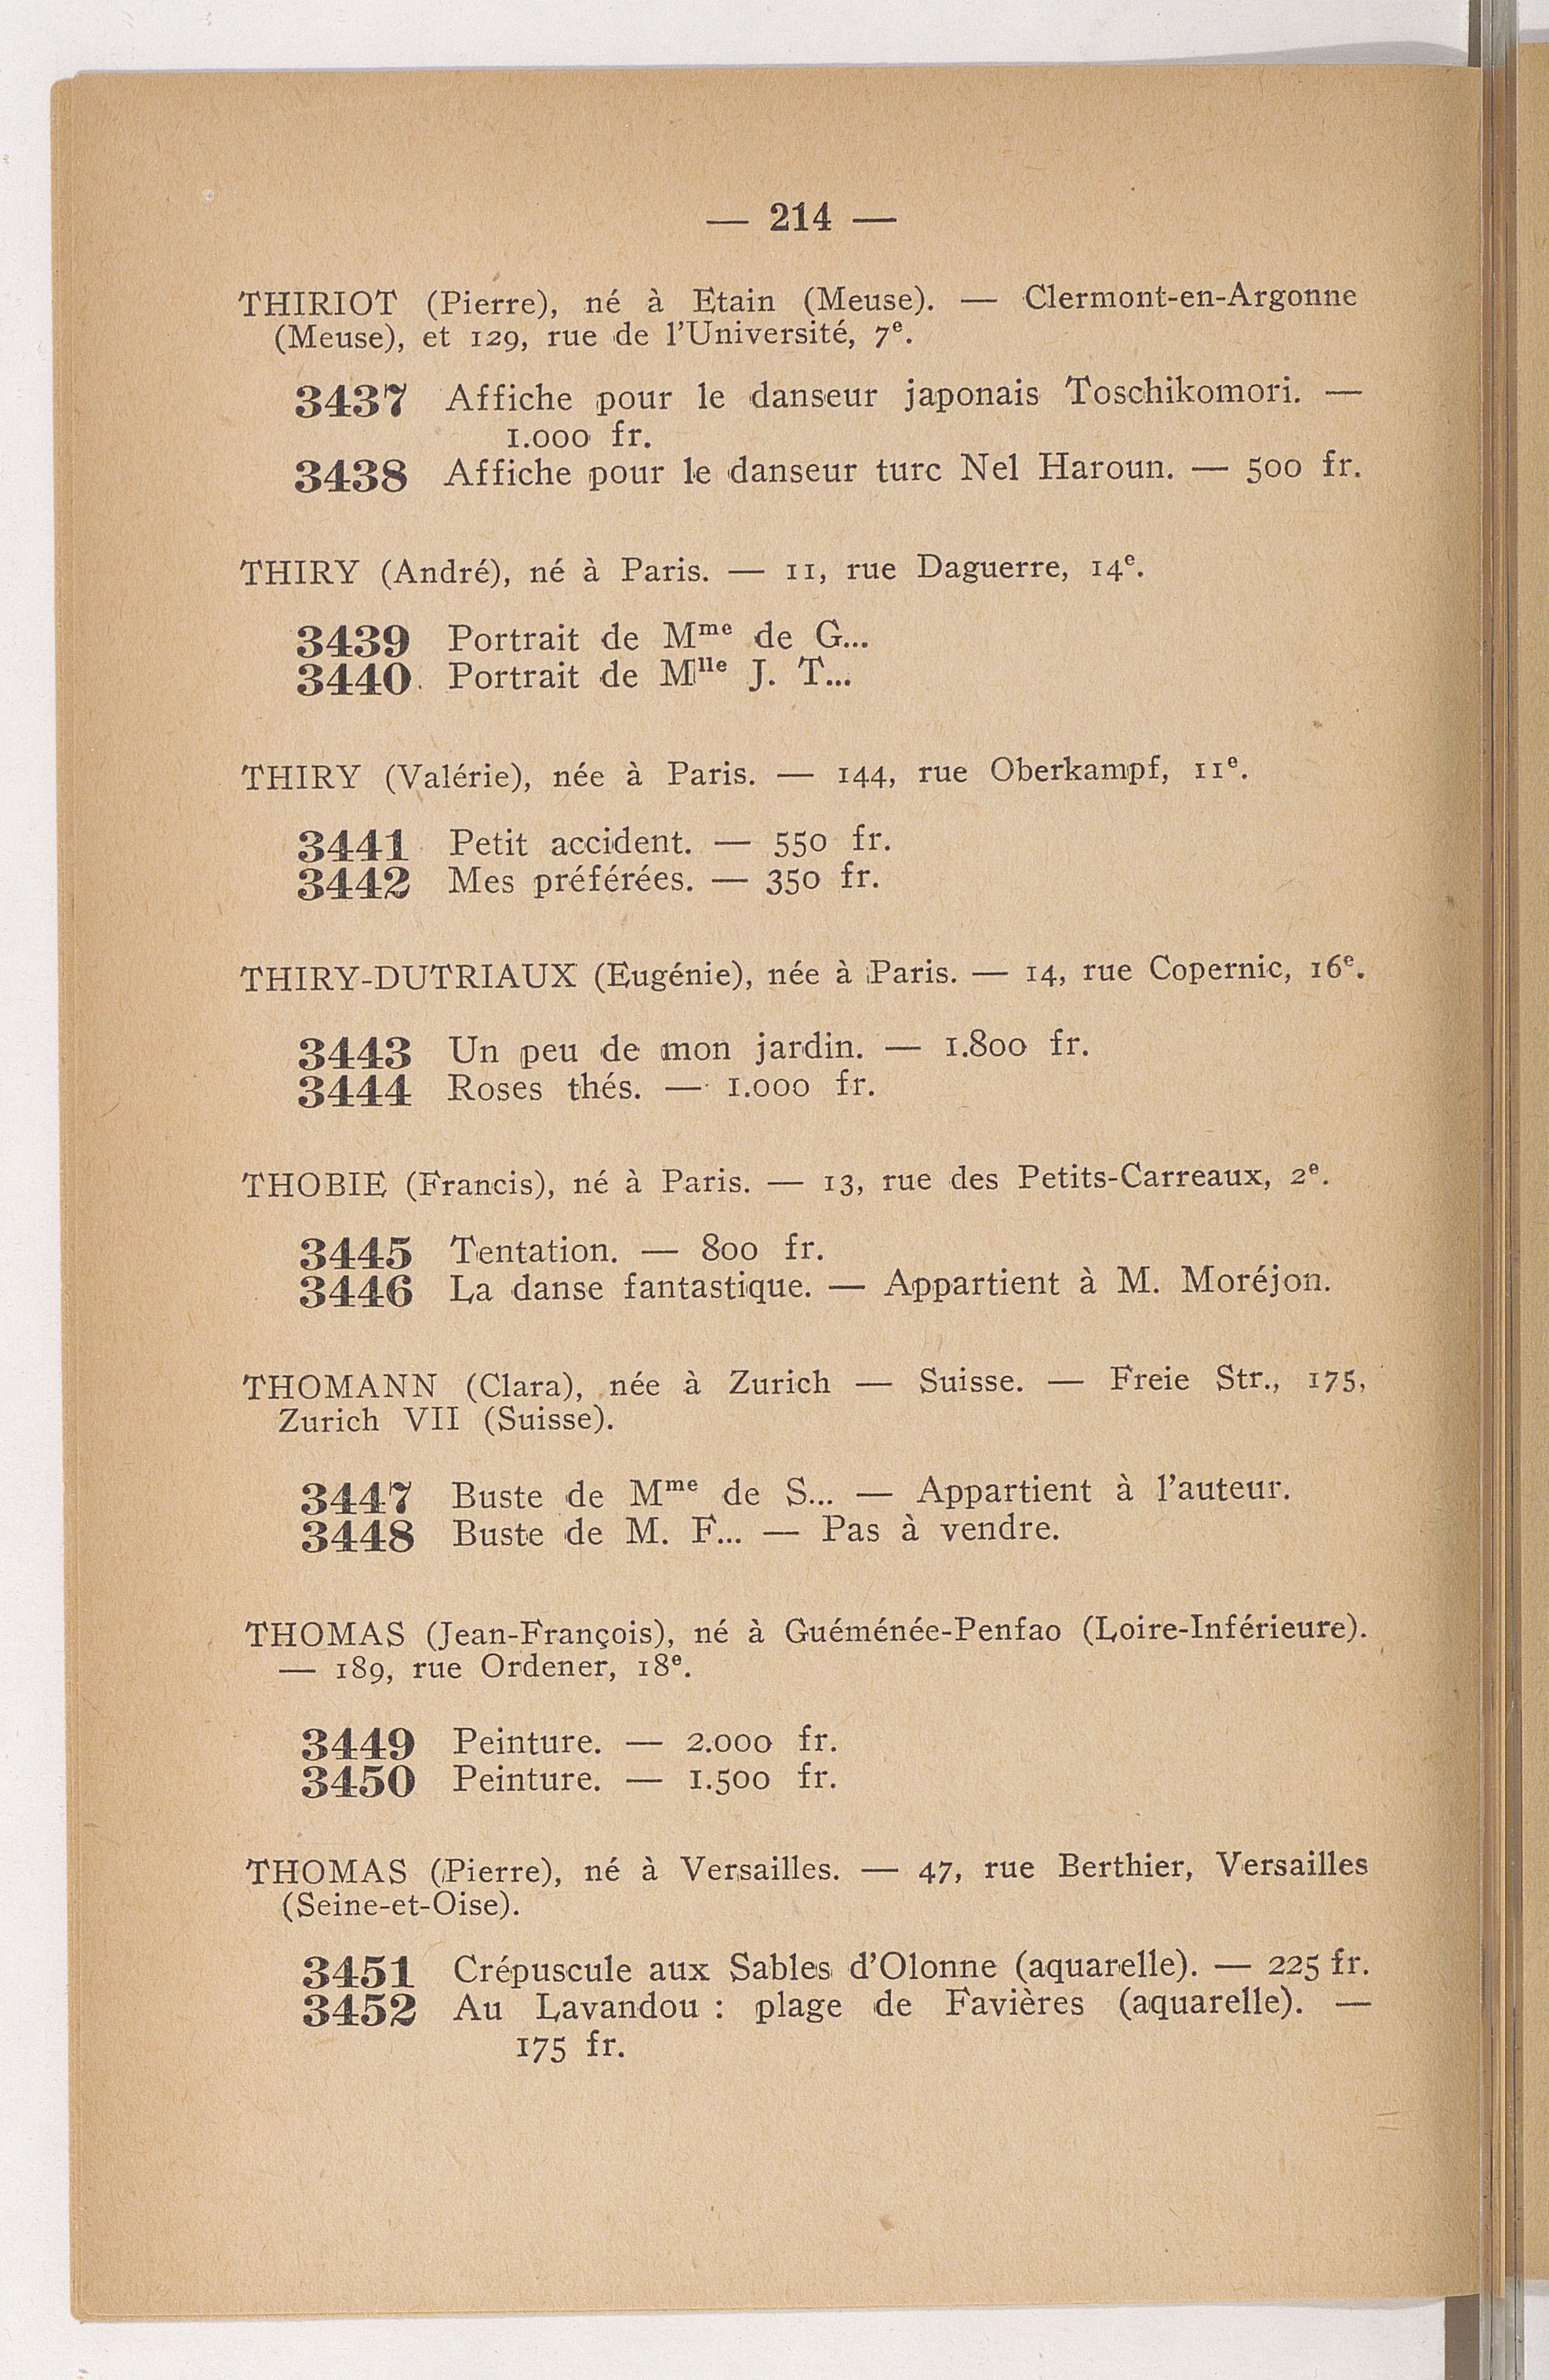 — 214 —
THIRIOT (Pierre), né à Etain (Meuse). — Clermont-en-Argonne
(Meuse), et 129, rue de l'Université, 7e.
3437 Affiche pour le danseur japonais Toschikomori. —
1.000 fr.
3438 Affiche pour le danseur turc Nel Haroun. — 500 fr.
THIRY (André), né à Paris. — 11, rue Daguerre, 14e.
3439 Portrait de Mme de G...
3440 Portrait de Mlle J. T...
THIRY (Valérie), née à Paris. — 144, rue Oberkampf, 11e.
3441 Petit accident. — 550 fr.
3442 Mes préférées. — 350 fr.
THIRY-DUTRIAUX (Eugénie), née à Paris. — 14, rue Copernic, 16e.
3443 Un peu de mon jardin. — 1.800 fr.
3444 Roses thés. — 1.000 fr.
THOBIE (Francis), né à Paris. — 13, rue des Petits-Carreaux, 2e.
3445 Tentation. — 800 fr.
3446 La danse fantastique. — Appartient à M. Moréjon.
THOMANN (Clara), née à Zurich — Suisse. — Freie Str., 175,
Zurich VII (Suisse).
3447 Buste de Mme de S... — Appartient à l'auteur.
3448 Buste de M. F... — Pas à vendre.
THOMAS (Jean-François), né à Guéménée-Penfao (Loire-Inférieure).
— 189, rue Ordener, 18e.
3449 Peinture. — 2.000 fr.
3450 Peinture. — 1.500 fr.
THOMAS (Pierre), né à Versailles. — 47, rue Berthier, Versailles
(Seine-et-Oise).
3451 Crépuscule aux Sables d'Olonne (aquarelle). — 225 fr.
3452 Au Lavandou : plage de Favières (aquarelle). —
175 fr.